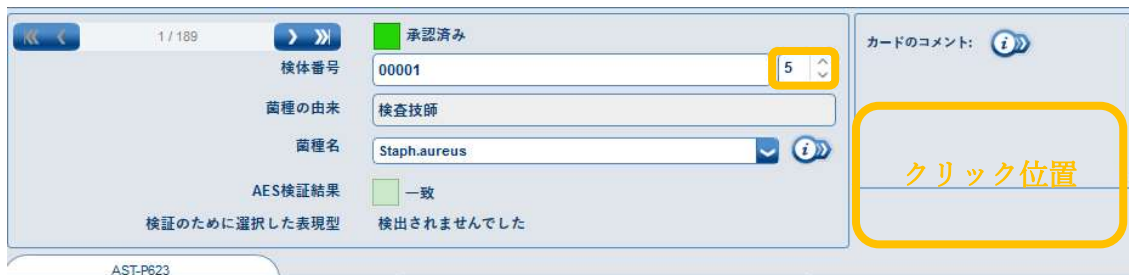 1 / 189
承認済み
カードのコメント:
検体番号
00001
5
菌種の由来
検査技師
菌種名
Staph.aureus
クリック位置
AES検証結果
一致
検証のために選択した表現型
検出されませんでした
AST-P623